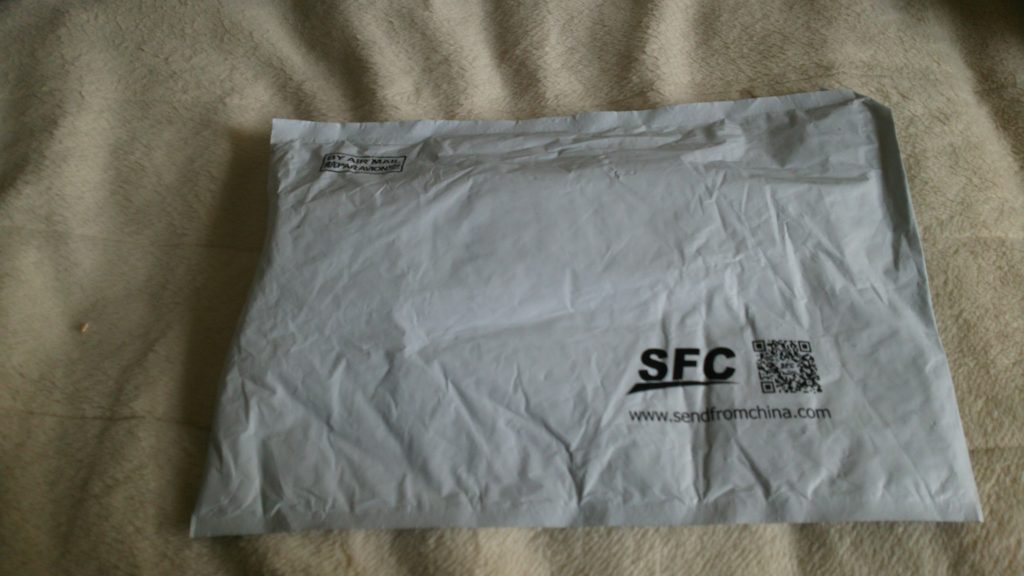 BY AIR MAIL
PAR AVION
SFC
www.sendfromchina.com